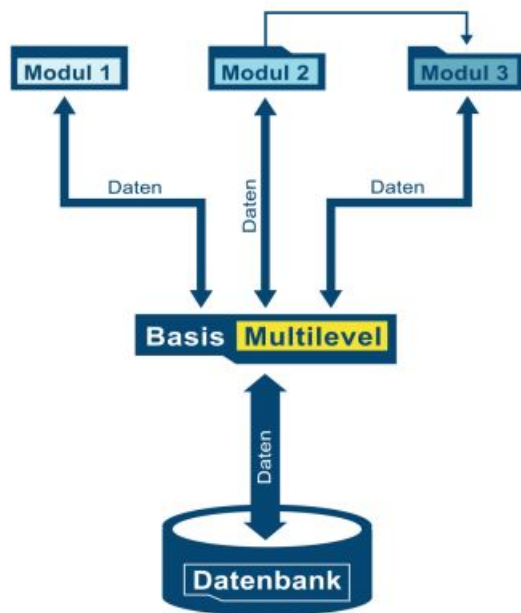 Modul 1
Modul 2
Modul 3
Daten
Daten
Daten
Basis Multilevel
Daten
Datenbank